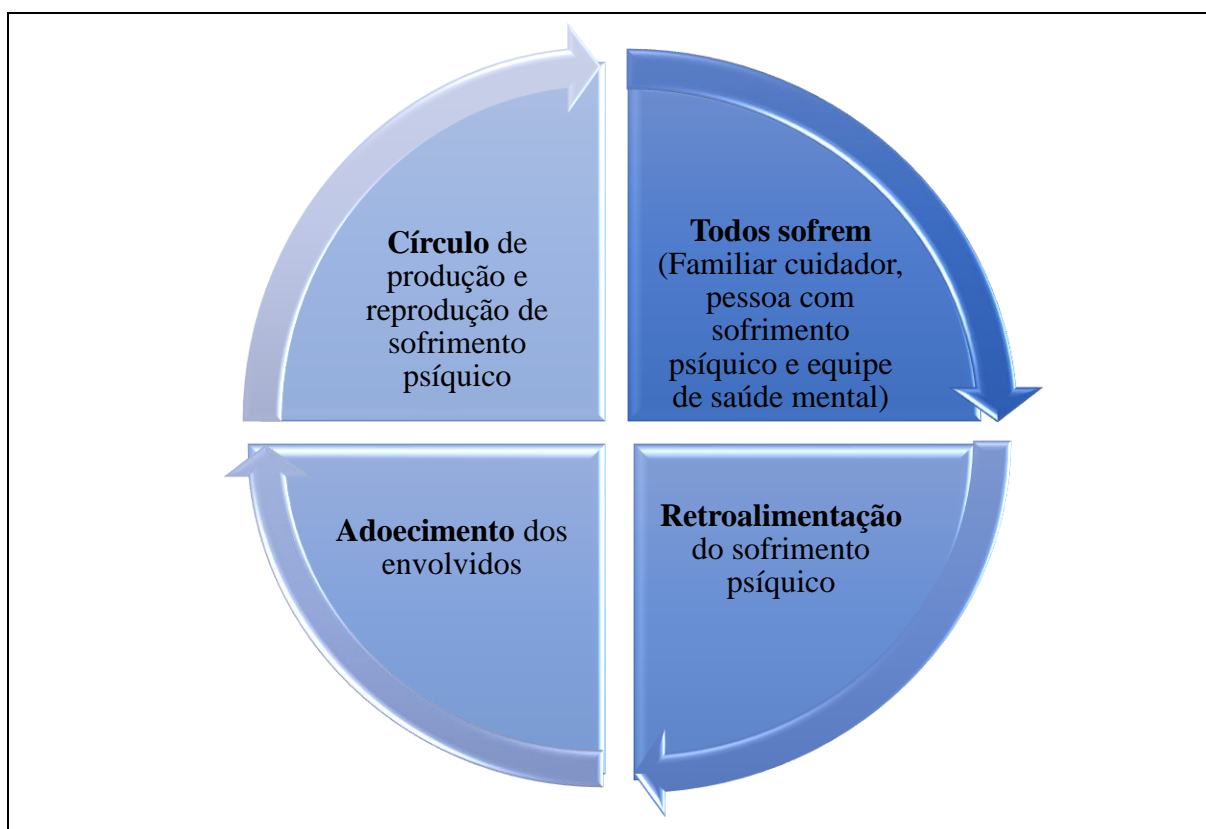 Círculo de
produção e
reprodução de
sofrimento
psíquico
Todos sofrem
(Familiar cuidador,
pessoa com
sofrimento
psíquico e equipe
de saúde mental)
Adoecimento dos
envolvidos
Retroalimentação
do sofrimento
psíquico